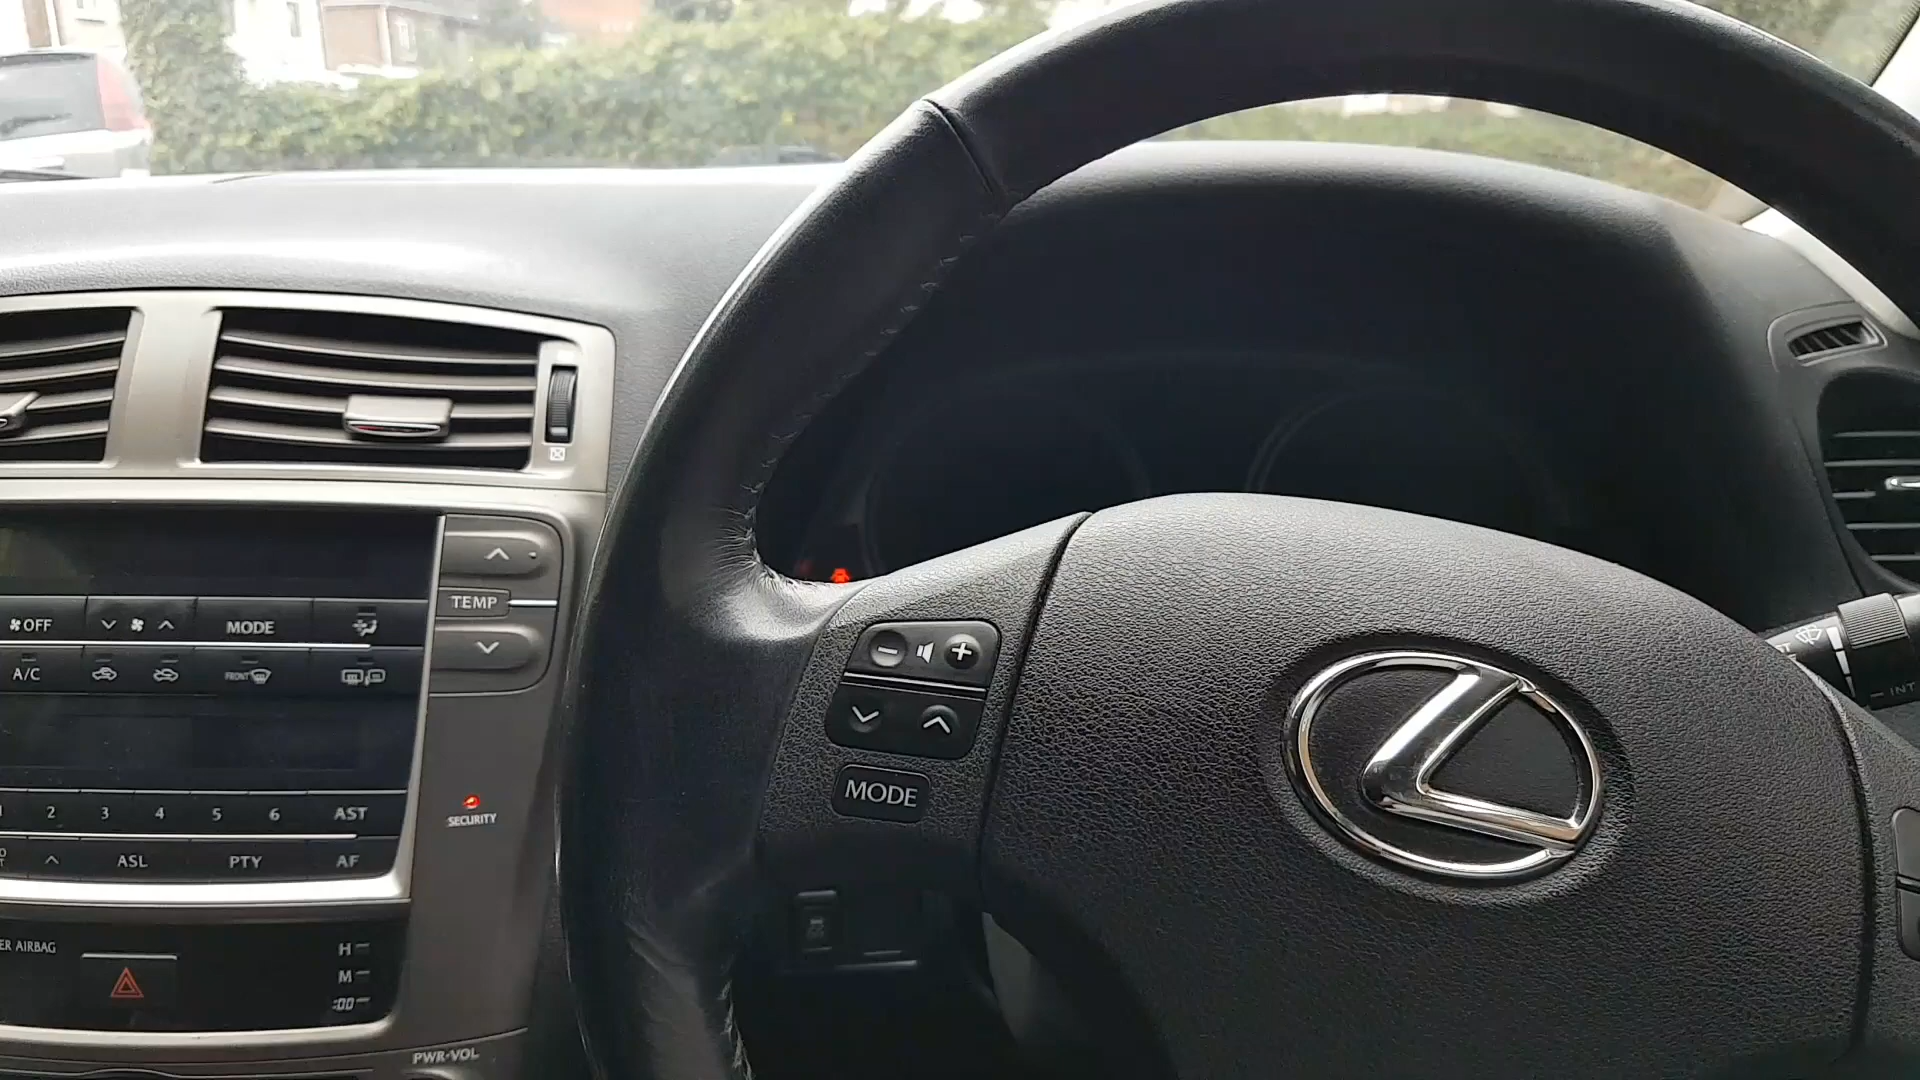 TEMP
OFF
MODE
A/C
FRONT
1 2 3 4 5 6 AST
ASL PTY AF
SECURITY
ER AIRBAG
H
M
:00
PWR·VOL
MODE
INT